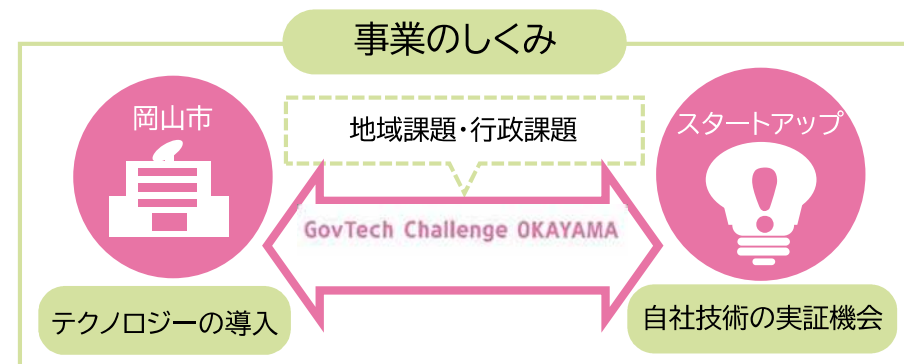 事業のしくみ
岡山市
地域課題・行政課題
スタートアップ
GovTech Challenge OKAYAMA
テクノロジーの導入
自社技術の実証機会